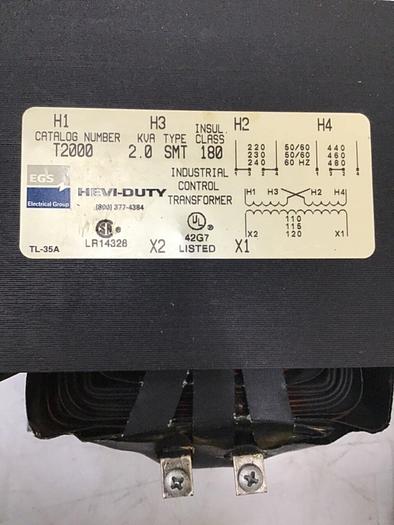 H1 H3 INSUL H2 H4
CATALOG NUMBER KVA TYPE CLASS
T2000 2.0 SMT 180
220 50/60 440
230 50/60 460
240 60 HZ 480
EGS
Electrical Group
HEVI-DUTY
(800) 377-4384
INDUSTRIAL
CONTROL
TRANSFORMER
H1 H3 H2 H4
110
115
X2 120 X1
TL-35A
LR14328
X2
UL
42G7
LISTED
X1